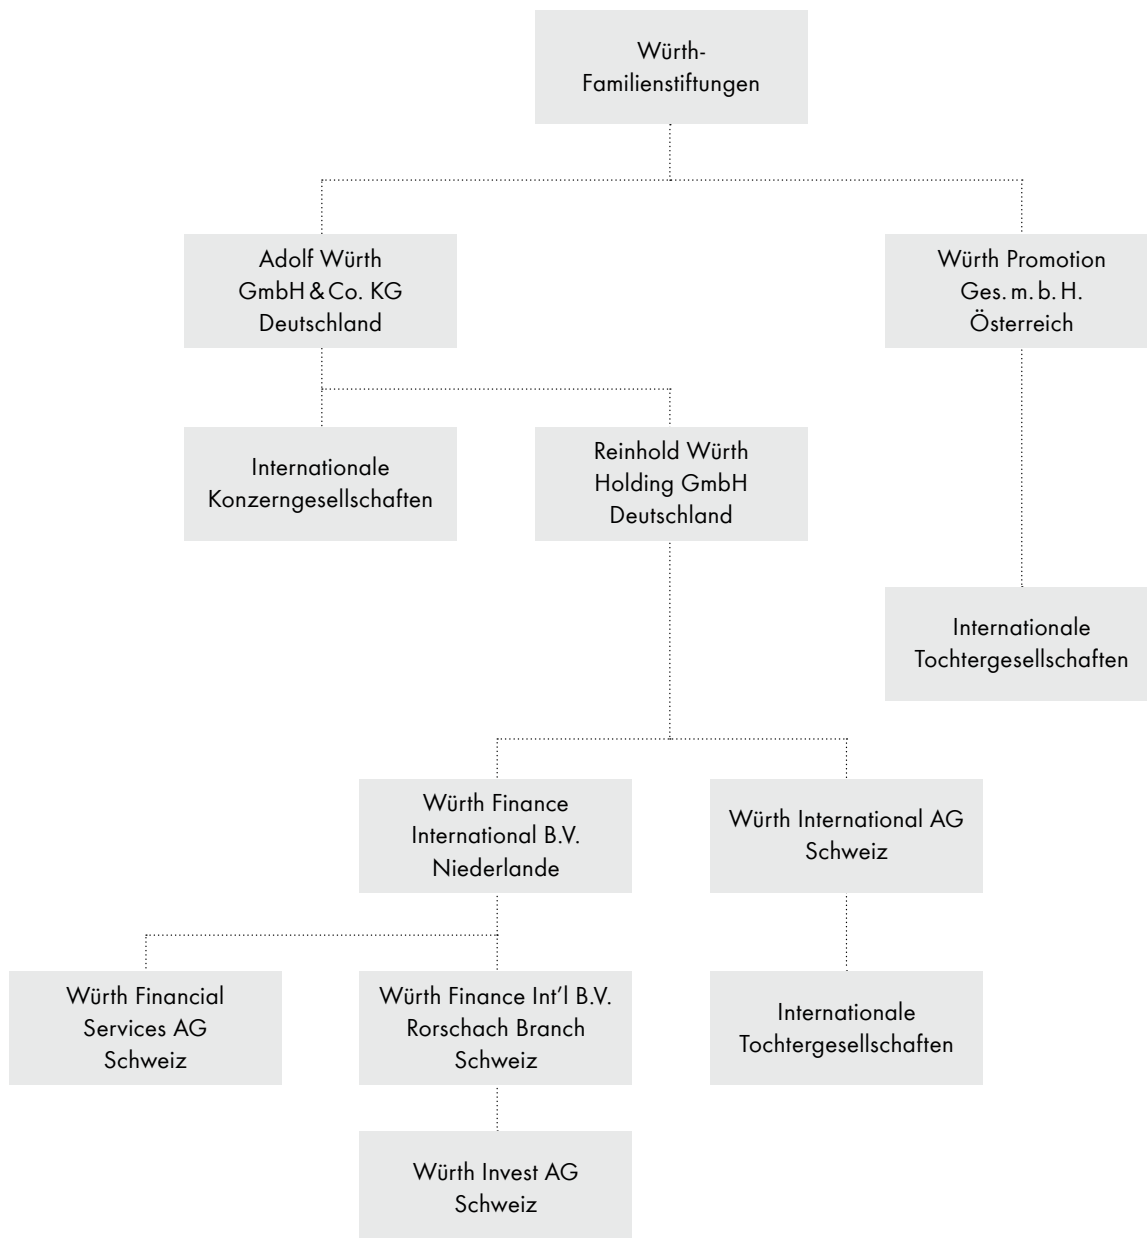 Würth-
Familienstiftungen
Adolf Würth
GmbH & Co. KG
Deutschland
Würth Promotion
Ges. m. b. H.
Österreich
Internationale
Konzerngesellschaften
Reinhold Würth
Holding GmbH
Deutschland
Internationale
Tochtergesellschaften
Würth Finance
International B.V.
Niederlande
Würth International AG
Schweiz
Würth Financial
Services AG
Schweiz
Würth Finance Int’l B.V.
Rorschach Branch
Schweiz
Internationale
Tochtergesellschaften
Würth Invest AG
Schweiz